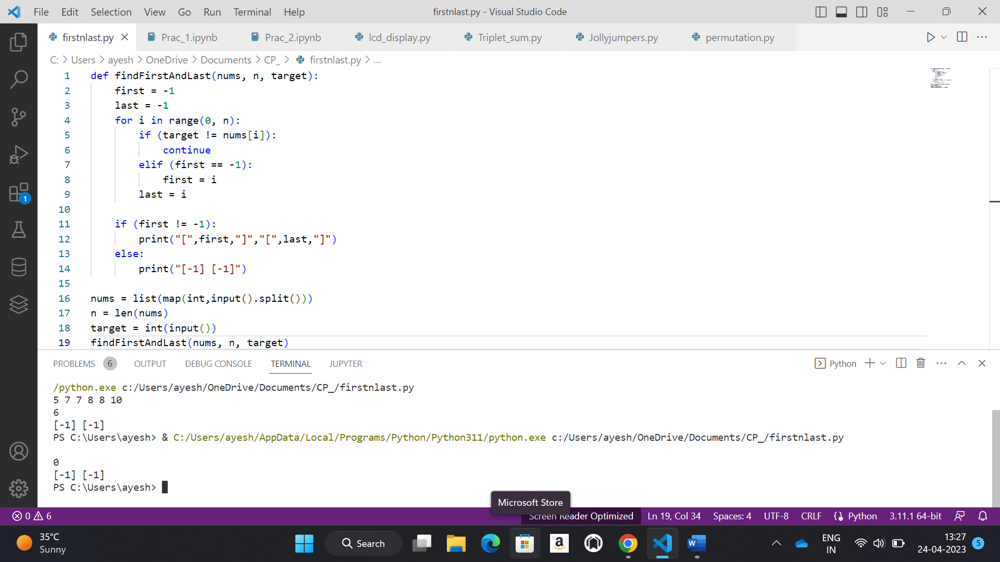 File Edit Selection View Go Run Terminal Help firstnlast.py - Visual Studio Code
firstnlast.py Prac_1.ipynb Prac_2.ipynb lcd_display.py Triplet_sum.py Jollyjumpers.py permutation.py
C: > Users > ayesh > OneDrive > Documents > CP_ > firstnlast.py > ...
1 def findFirstAndLast(nums, n, target):
2 first = -1
3 last = -1
4 for i in range(0, n):
5 if (target != nums[i]):
6 continue
7 elif (first == -1):
8 first = i
9 last = i
10
11 if (first != -1):
12 print("[",first,"]","[",last,"]")
13 else:
14 print("[-1] [-1]")
15
16 nums = list(map(int,input().split()))
17 n = len(nums)
18 target = int(input())
19 findFirstAndLast(nums, n, target)
1
PROBLEMS 6 OUTPUT DEBUG CONSOLE TERMINAL JUPYTER Python
/python.exe c:/Users/ayesh/OneDrive/Documents/CP_/firstnlast.py
5 7 7 8 8 10
6
[-1] [-1]
PS C:\Users\ayesh> & C:/Users/ayesh/AppData/Local/Programs/Python/Python311/python.exe c:/Users/ayesh/OneDrive/Documents/CP_/firstnlast.py
0
[-1] [-1]
PS C:\Users\ayesh>
Microsoft Store
0 6 Screen Reader Optimized Ln 19, Col 34 Spaces: 4 UTF-8 CRLF Python 3.11.1 64-bit
35°C
Sunny
Search
ENG
IN
13:27
24-04-2023
5